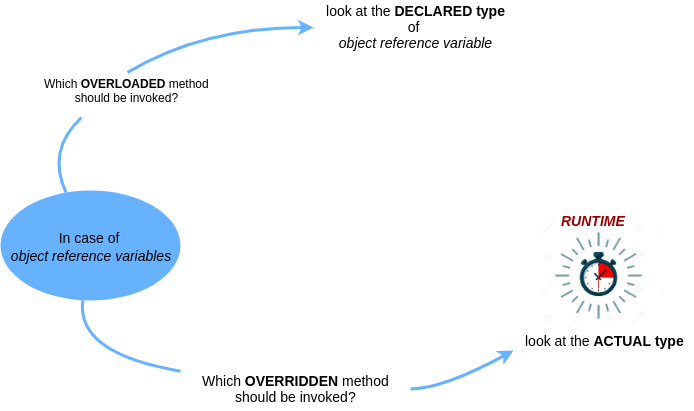 look at the DECLARED type
of
object reference variable
Which OVERLOADED method
should be invoked?
In case of
object reference variables
RUNTIME
look at the ACTUAL type
Which OVERRIDDEN method
should be invoked?